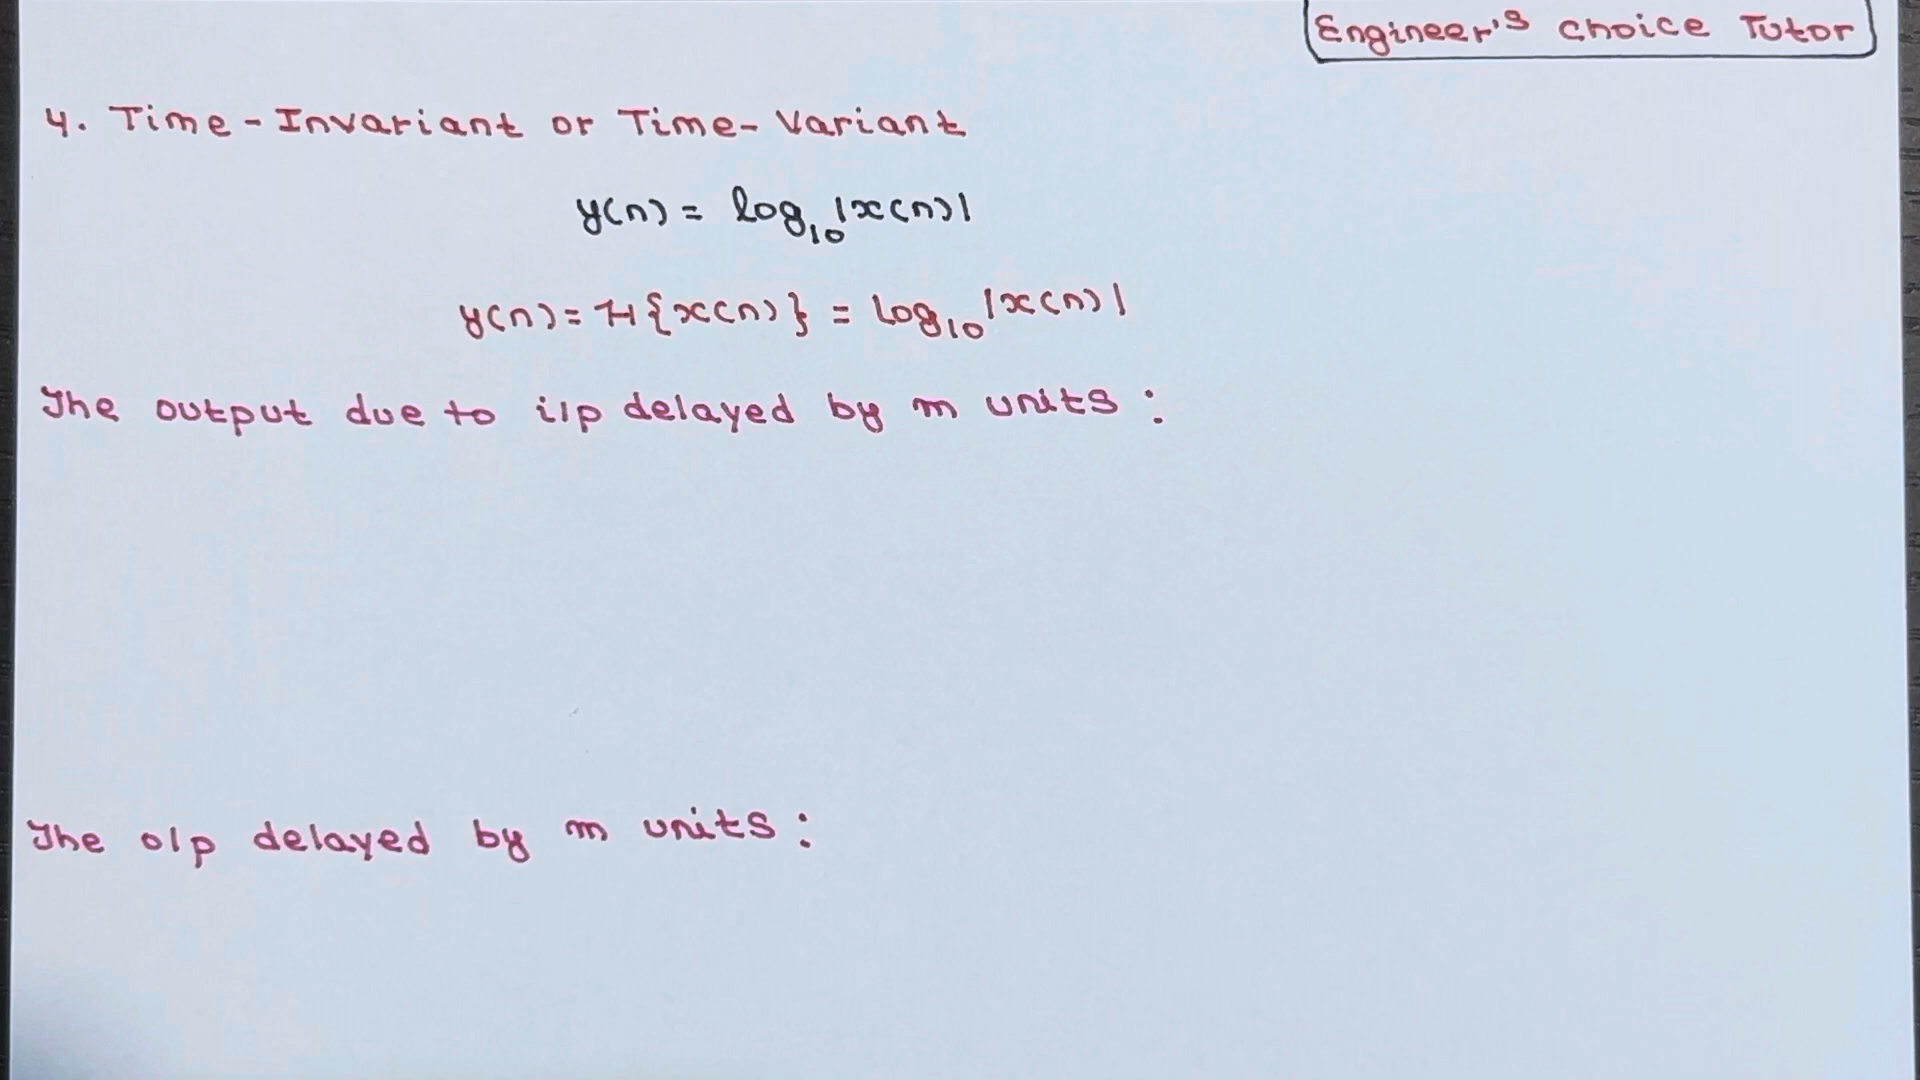 Engineer's choice Tutor
4. Time-Invariant or Time-Variant
y(n) = log₁₀|x(n)|
y(n) = H{x(n)} = log₁₀|x(n)|
The output due to i/p delayed by m units :
The o/p delayed by m units :